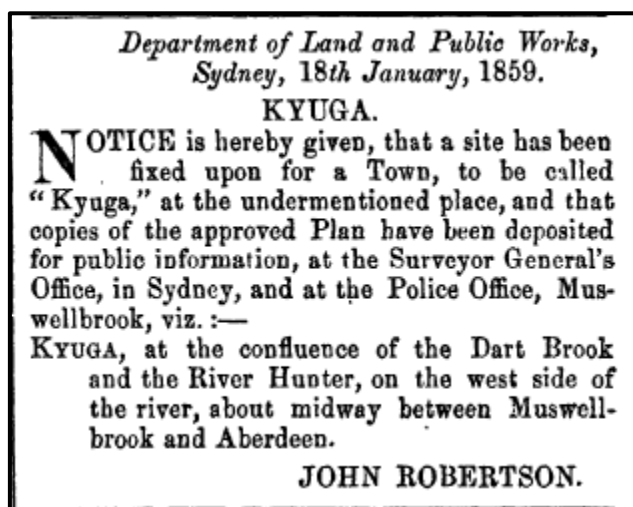 Department of Land and Public Works,
Sydney, 18th January, 1859.
KYUGA.
NOTICE is hereby given, that a site has been
fixed upon for a Town, to be called
"Kyuga," at the undermentioned place, and that
copies of the approved Plan have been deposited
for public information, at the Surveyor General's
Office, in Sydney, and at the Police Office, Mus-
wellbrook, viz. :—
KYUGA, at the confluence of the Dart Brook
and the River Hunter, on the west side of
the river, about midway between Muswell-
brook and Aberdeen.
JOHN ROBERTSON.